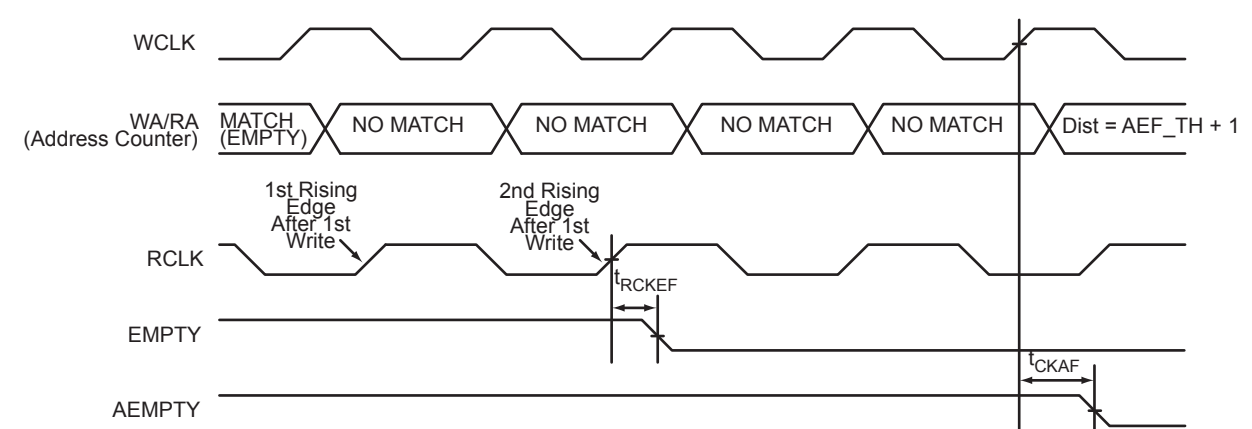 WCLK
WA/RA
(Address Counter)
MATCH
(EMPTY)
NO MATCH
NO MATCH
NO MATCH
NO MATCH
Dist = AEF_TH + 1
1st Rising
Edge
After 1st
Write
2nd Rising
Edge
After 1st
Write
RCLK
tRCKEF
EMPTY
tCKAF
AEMPTY